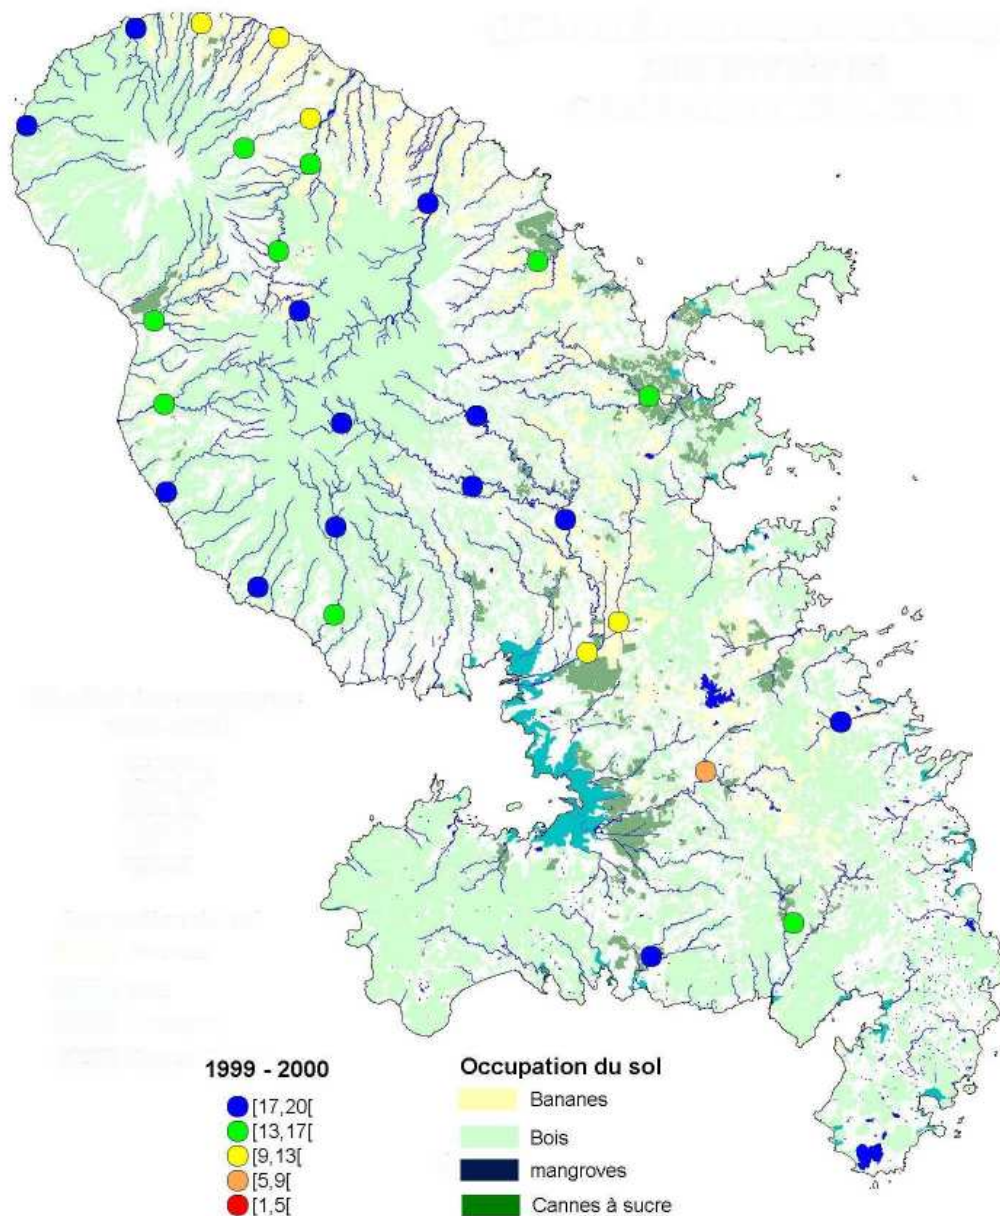 1999 - 2000
[17,20[
[13,17[
[9,13[
[5,9[
[1,5[
Occupation du sol
Bananes
Bois
mangroves
Cannes à sucre